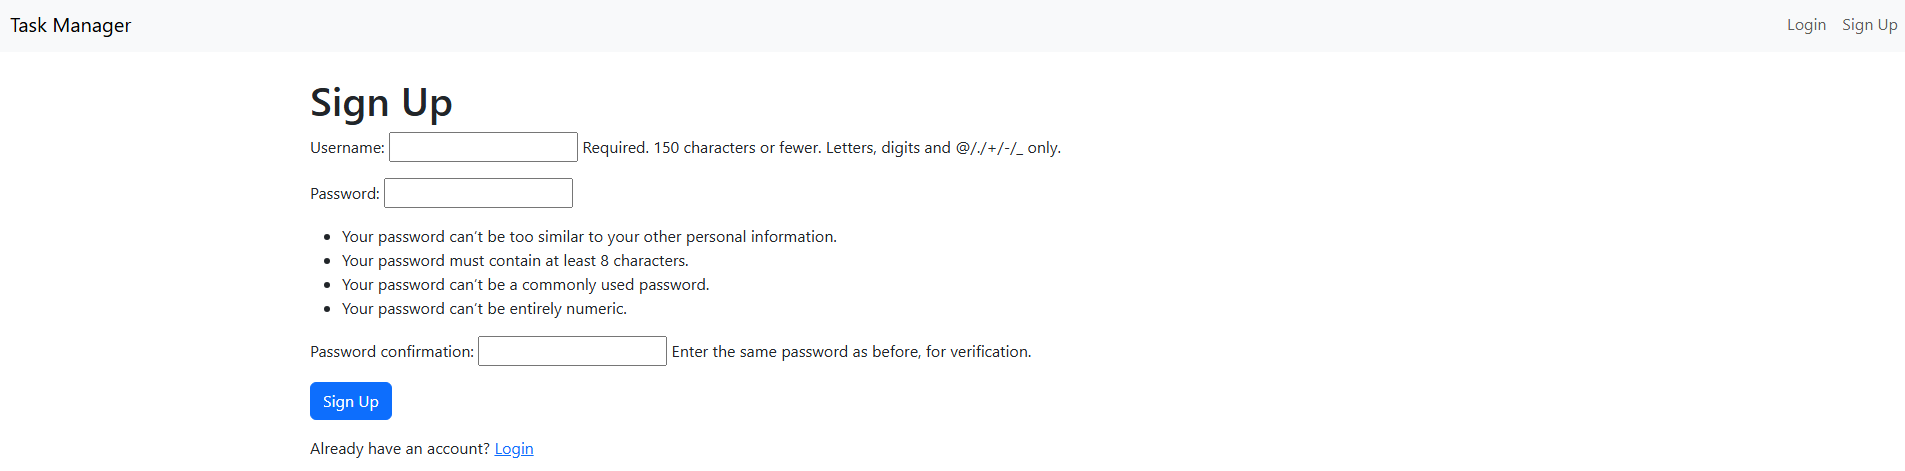 Task Manager
Login Sign Up
Sign Up
Username: Required. 150 characters or fewer. Letters, digits and @/./+/-/_ only.
Password:
Your password can’t be too similar to your other personal information.
Your password must contain at least 8 characters.
Your password can’t be a commonly used password.
Your password can’t be entirely numeric.
Password confirmation: Enter the same password as before, for verification.
Sign Up
Already have an account? Login